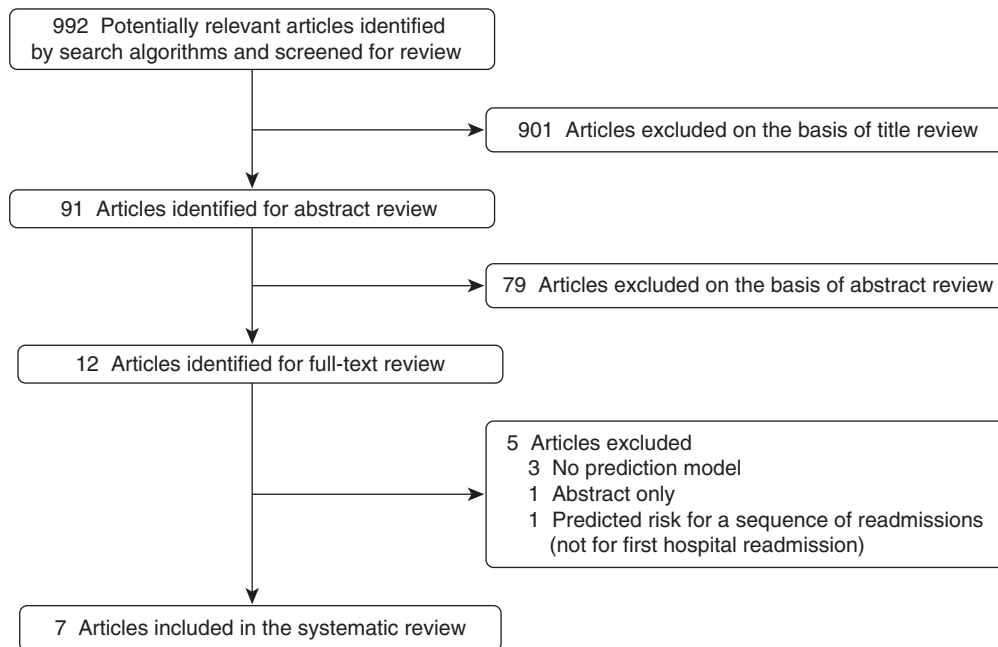 992 Potentially relevant articles identified
by search algorithms and screened for review
901 Articles excluded on the basis of title review
91 Articles identified for abstract review
79 Articles excluded on the basis of abstract review
12 Articles identified for full-text review
5 Articles excluded
3 No prediction model
1 Abstract only
1 Predicted risk for a sequence of readmissions
(not for first hospital readmission)
7 Articles included in the systematic review